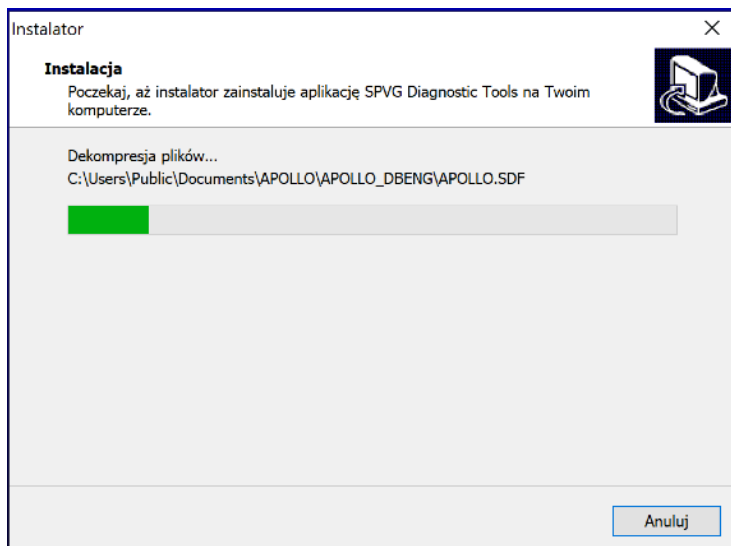 Instalator
Instalacja
Poczekaj, aż instalator zainstaluje aplikację SPVG Diagnostic Tools na Twoim
komputerze.
Dekompresja plików...
C:\Users\Public\Documents\APOLLO\APOLLO_DBENG\APOLLO.SDF
Anuluj